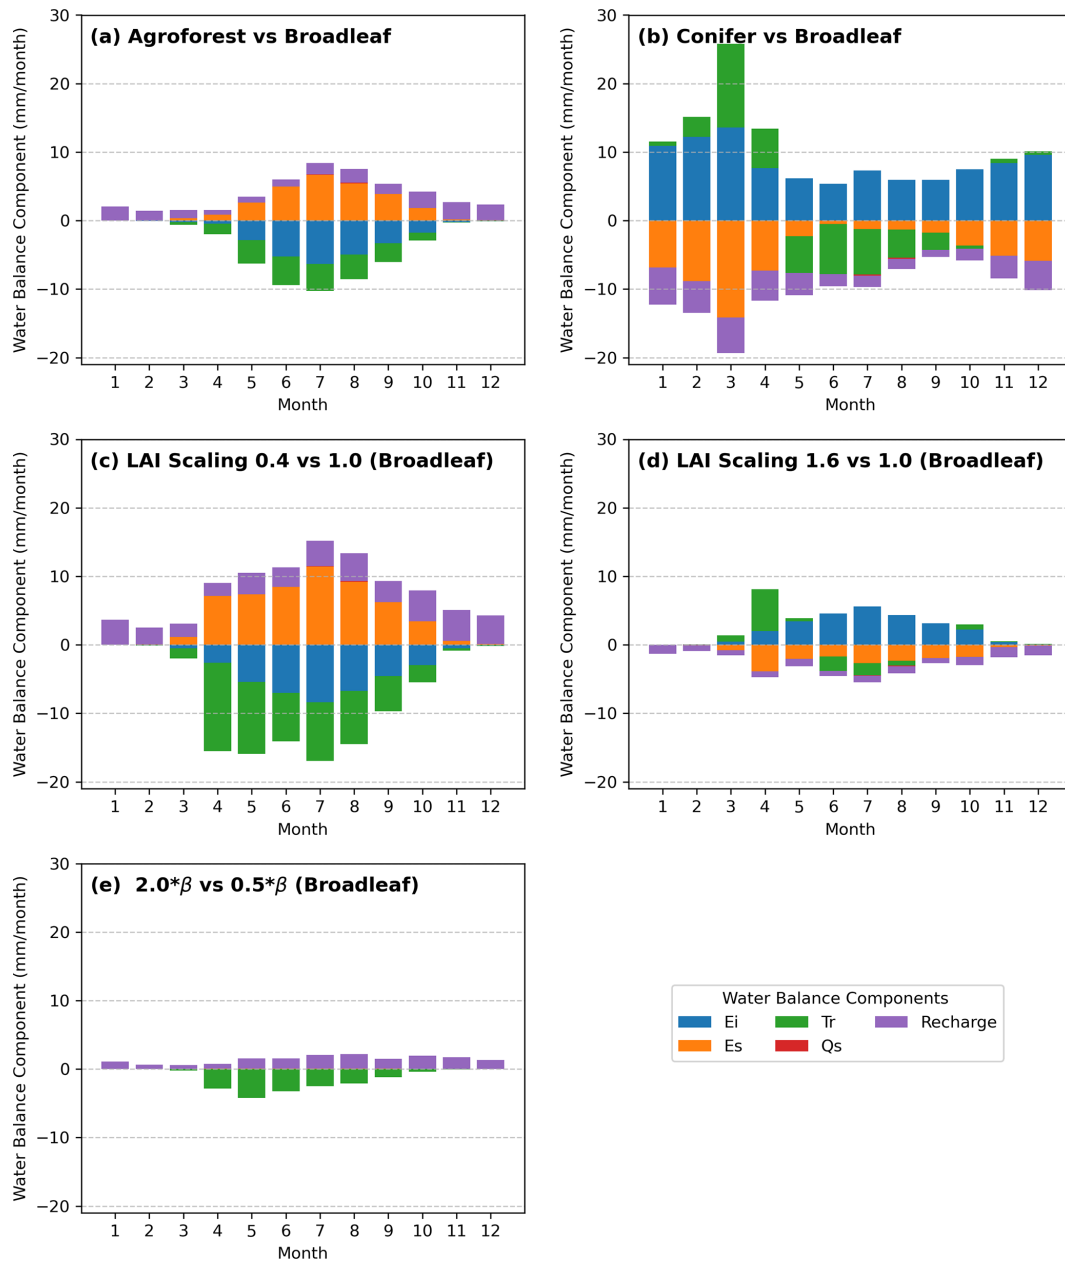 (a) Agroforest vs Broadleaf
Water Balance Component (mm/month)
30
20
10
0
−10
−20
1 2 3 4 5 6 7 8 9 10 11 12
Month
(b) Conifer vs Broadleaf
Water Balance Component (mm/month)
30
20
10
0
−10
−20
1 2 3 4 5 6 7 8 9 10 11 12
Month
(c) LAI Scaling 0.4 vs 1.0 (Broadleaf)
Water Balance Component (mm/month)
30
20
10
0
−10
−20
1 2 3 4 5 6 7 8 9 10 11 12
Month
(d) LAI Scaling 1.6 vs 1.0 (Broadleaf)
Water Balance Component (mm/month)
30
20
10
0
−10
−20
1 2 3 4 5 6 7 8 9 10 11 12
Month
(e) 2.0*β vs 0.5*β (Broadleaf)
Water Balance Component (mm/month)
30
20
10
0
−10
−20
1 2 3 4 5 6 7 8 9 10 11 12
Month
Water Balance Components
Ei Tr Recharge
Es Qs